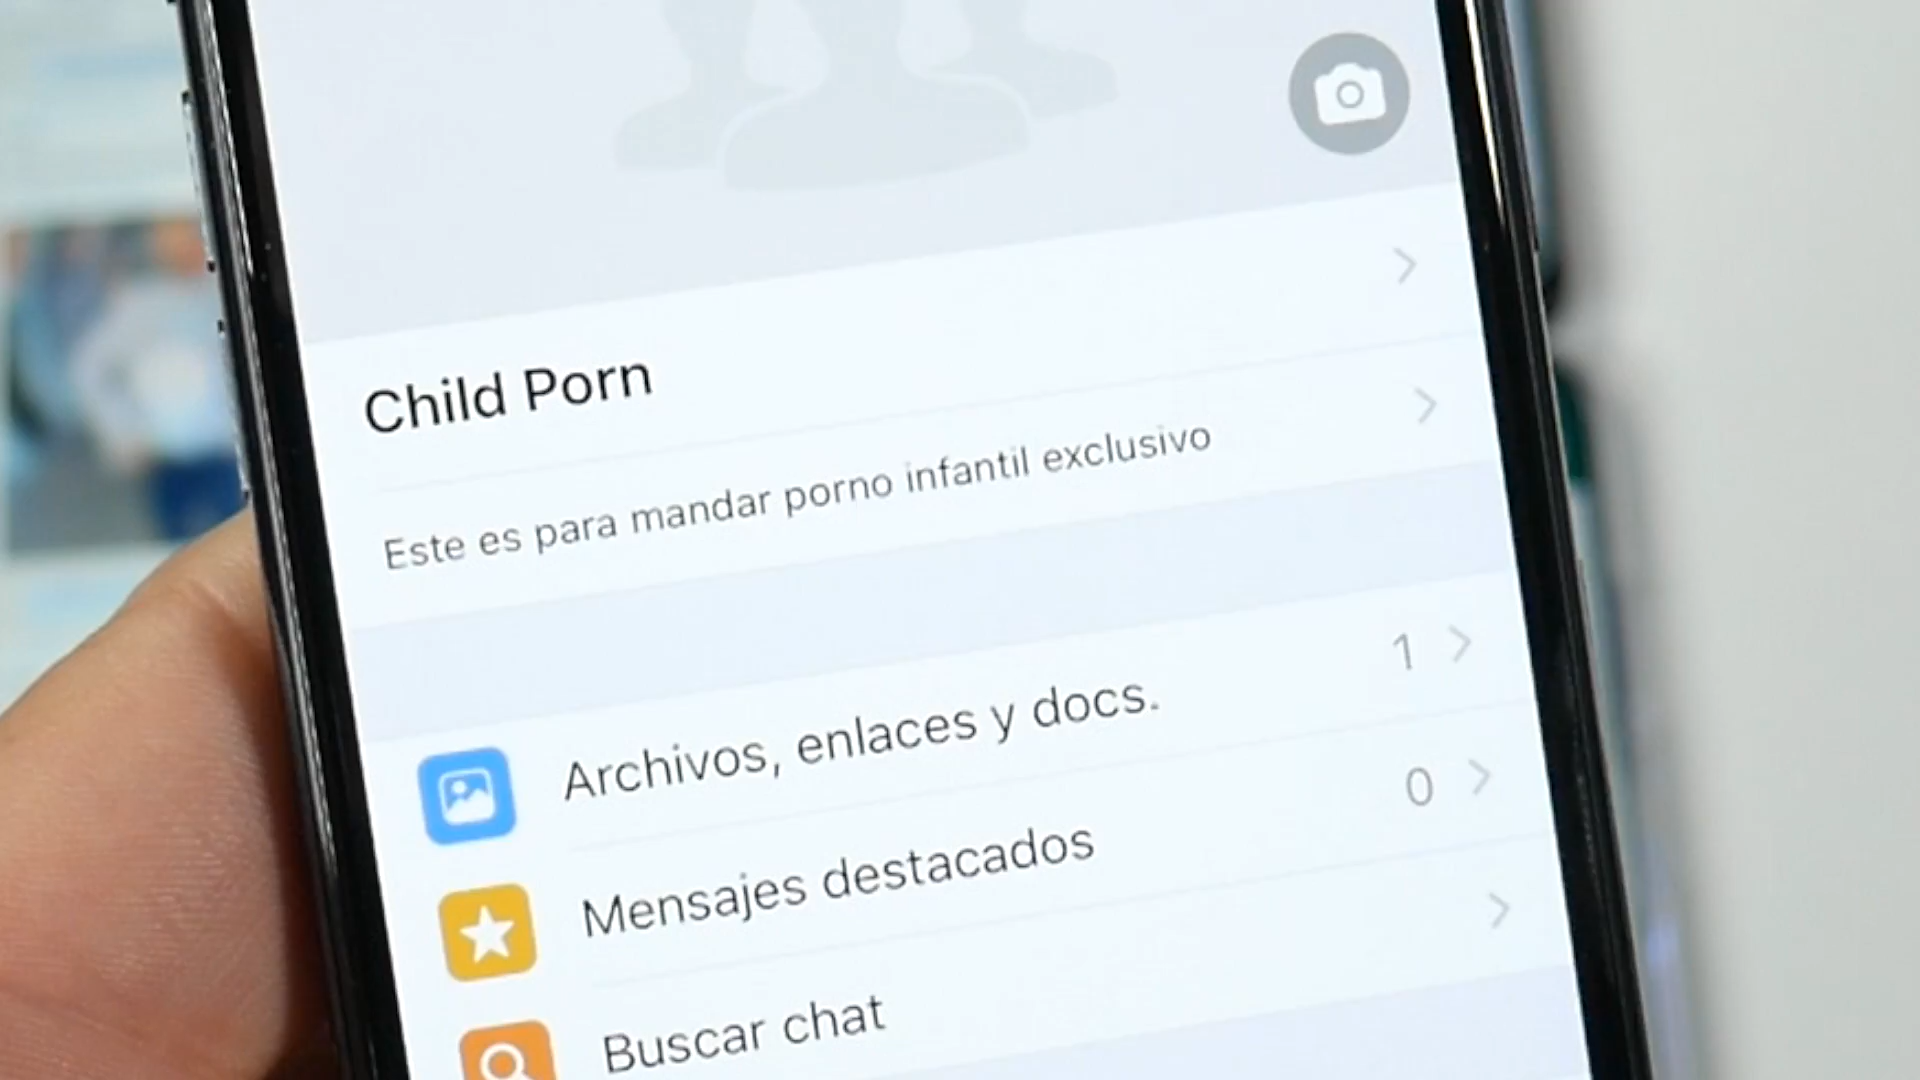 Child Porn
Este es para mandar porno infantil exclusivo
Archivos, enlaces y docs.
1
Mensajes destacados
0
Buscar chat